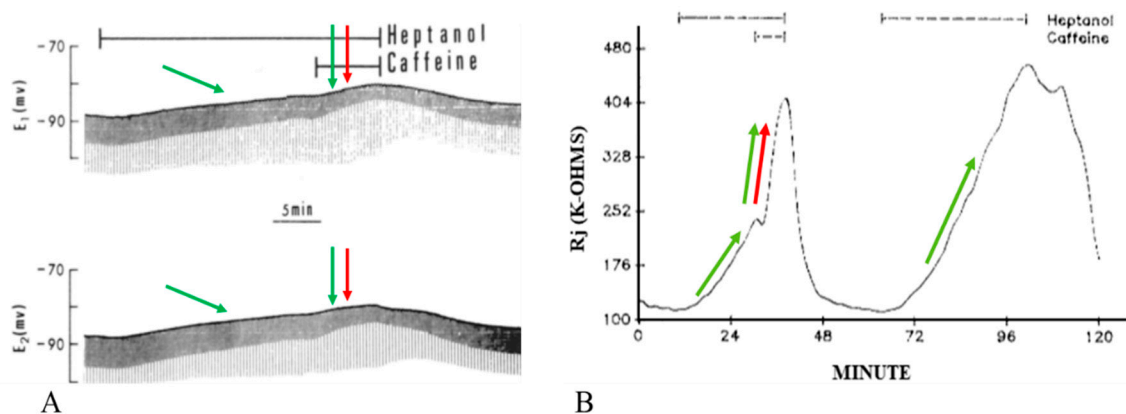 Heptanol
Caffeine
-70
-90
E1 (mv)
5min
-70
-90
E2 (mv)
A
Heptanol
Caffeine
480
404
328
252
176
100
Rj (K-OHMS)
0 24 48 72 96 120
MINUTE
B